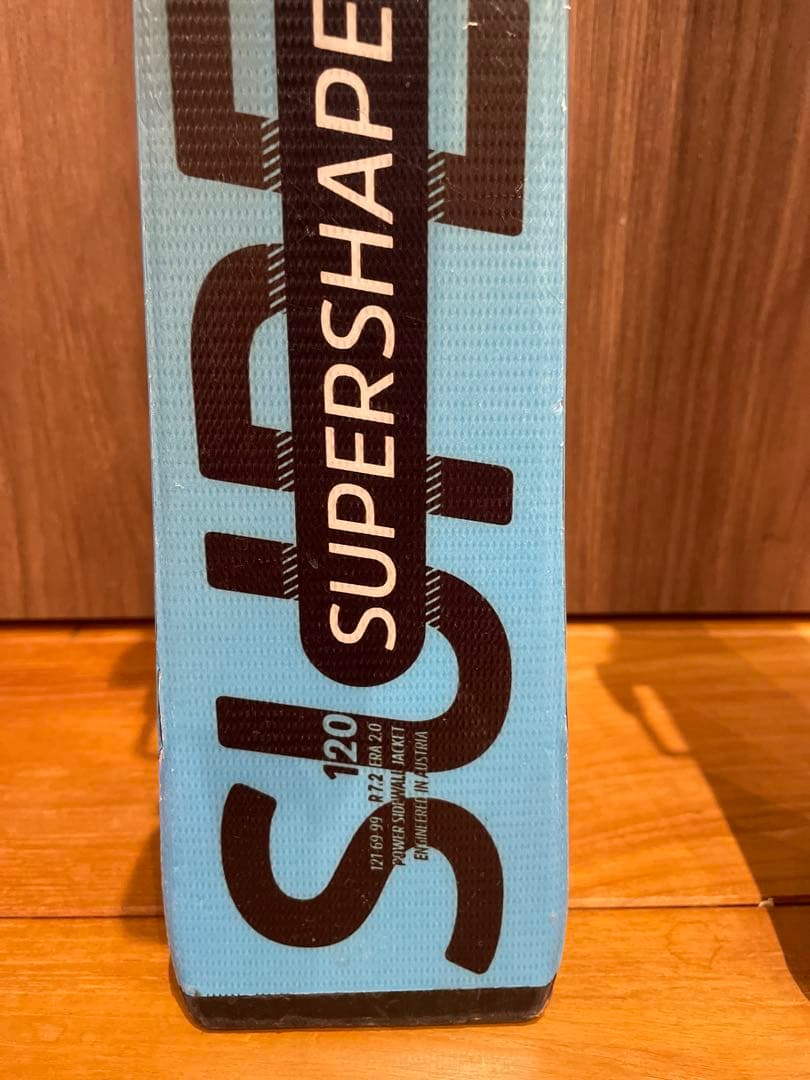 SUPERSHAPE
SUPE
120
121-69-99 R 7.2 ERA 2.0
POWER SIDEWALL JACKET
ENGINEERED IN AUSTRIA